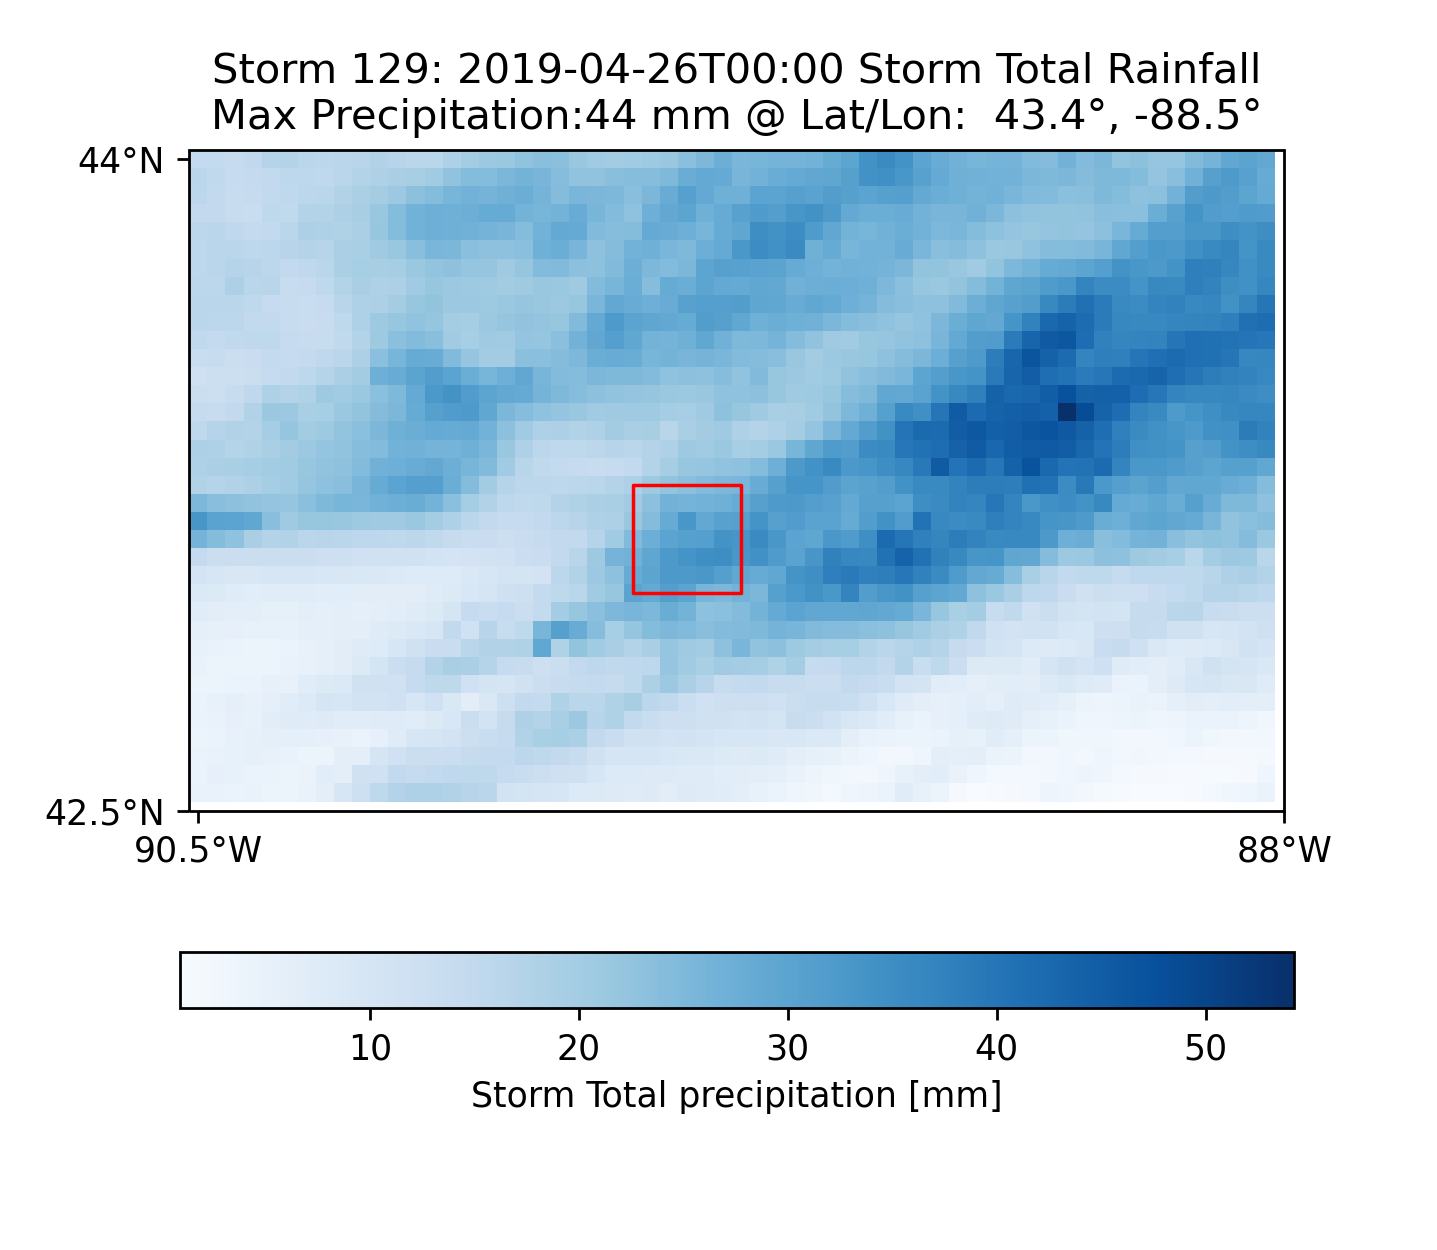 Storm 129: 2019-04-26T00:00 Storm Total Rainfall
Max Precipitation:44 mm @ Lat/Lon:  43.4°, -88.5°
44°N
42.5°N
90.5°W 88°W
10 20 30 40 50
Storm Total precipitation [mm]